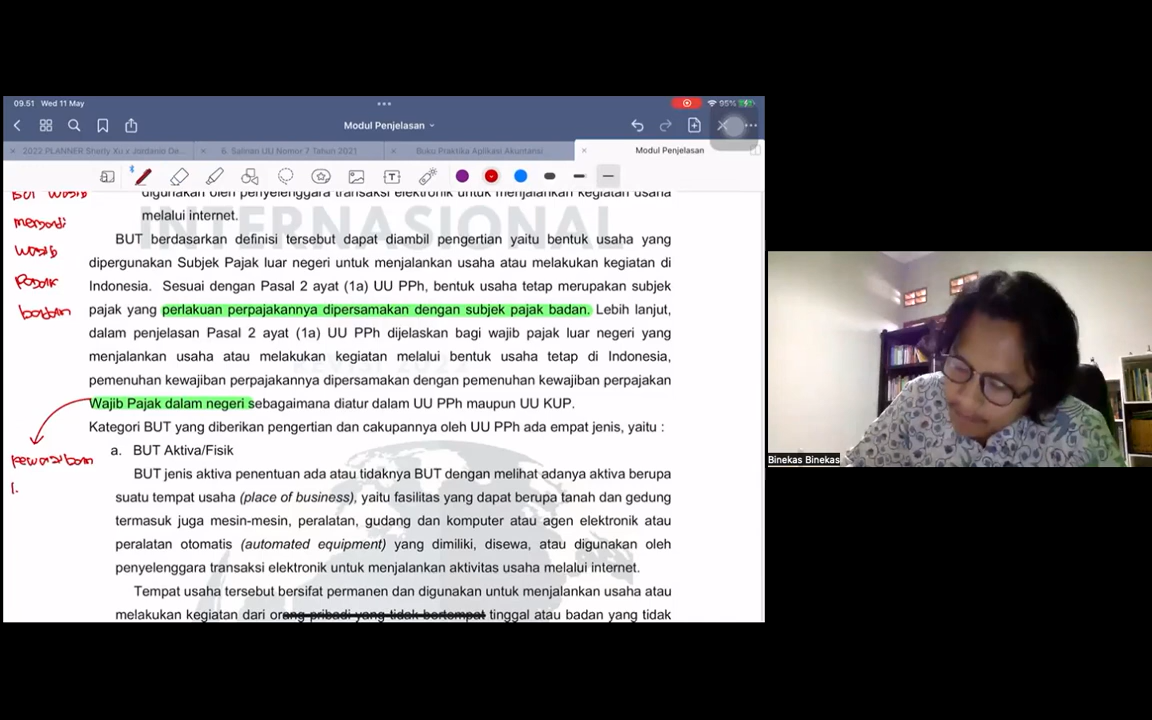 09.51 Wed 11 May
95%
Modul Penjelasan
2022 PLANNER Shelly Xu x Jordanid De...
6. Salinan UU Nomor 7 Tahun 2021
Buku Praktika Aplikasi Akuntansi
Modul Penjelasan
BUT wajib
menjadi
wajib
Pajak
badan
digunakan oleh penyelenggara transaksi elektronik untuk menjalankan kegiatan usaha
melalui internet.
INTERNASIONAL
BUT berdasarkan definisi tersebut dapat diambil pengertian yaitu bentuk usaha yang
dipergunakan Subjek Pajak luar negeri untuk menjalankan usaha atau melakukan kegiatan di
Indonesia. Sesuai dengan Pasal 2 ayat (1a) UU PPh, bentuk usaha tetap merupakan subjek
pajak yang perlakuan perpajakannya dipersamakan dengan subjek pajak badan. Lebih lanjut,
dalam penjelasan Pasal 2 ayat (1a) UU PPh dijelaskan bagi wajib pajak luar negeri yang
menjalankan usaha atau melakukan kegiatan melalui bentuk usaha tetap di Indonesia,
REVISI 2022
pemenuhan kewajiban perpajakannya dipersamakan dengan pemenuhan kewajiban perpajakan
Wajib Pajak dalam negeri sebagaimana diatur dalam UU PPh maupun UU KUP.
Kategori BUT yang diberikan pengertian dan cakupannya oleh UU PPh ada empat jenis, yaitu :
kewajiban
1.
a. BUT Aktiva/Fisik
BUT jenis aktiva penentuan ada atau tidaknya BUT dengan melihat adanya aktiva berupa
suatu tempat usaha (place of business), yaitu fasilitas yang dapat berupa tanah dan gedung
termasuk juga mesin-mesin, peralatan, gudang dan komputer atau agen elektronik atau
peralatan otomatis (automated equipment) yang dimiliki, disewa, atau digunakan oleh
penyelenggara transaksi elektronik untuk menjalankan aktivitas usaha melalui internet.
Tempat usaha tersebut bersifat permanen dan digunakan untuk menjalankan usaha atau
melakukan kegiatan dari orang pribadi yang tidak bertempat tinggal atau badan yang tidak
Binekas Binekas